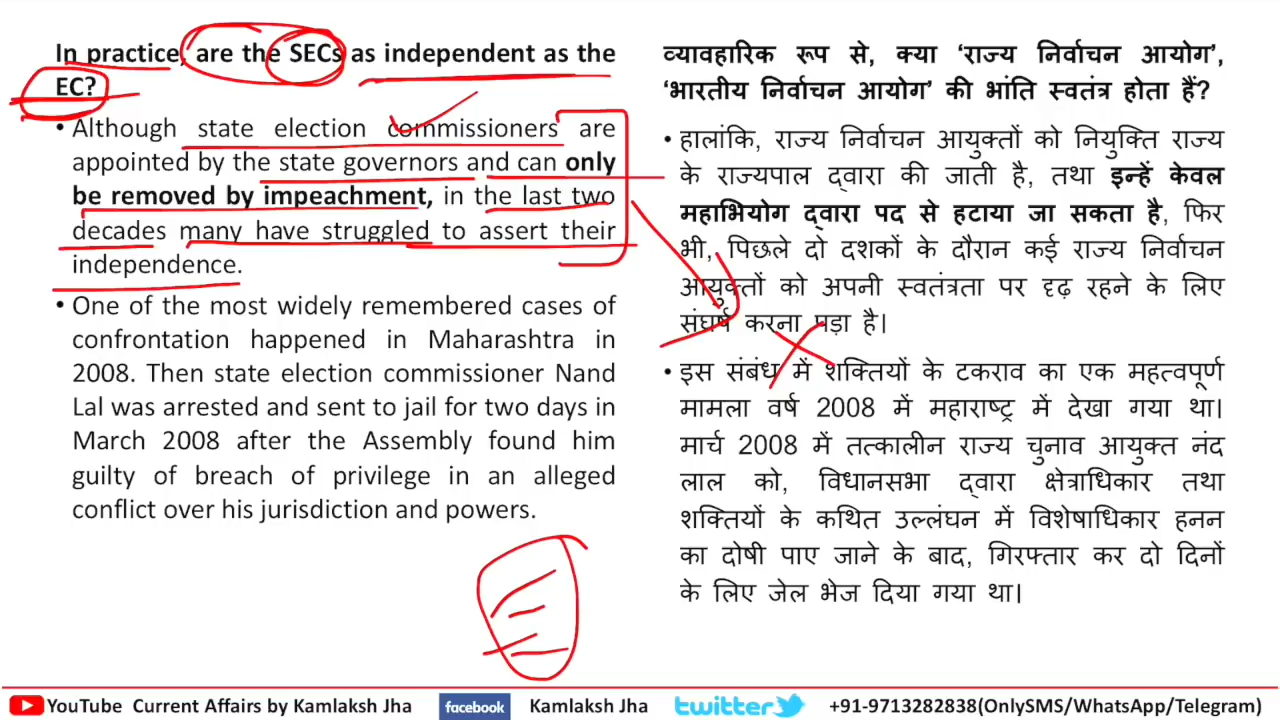 In practice, are the SECs as independent as the
EC?
• Although state election commissioners are
appointed by the state governors and can only
be removed by impeachment, in the last two
decades many have struggled to assert their
independence.
• One of the most widely remembered cases of
confrontation happened in Maharashtra in
2008. Then state election commissioner Nand
Lal was arrested and sent to jail for two days in
March 2008 after the Assembly found him
guilty of breach of privilege in an alleged
conflict over his jurisdiction and powers.
व्यावहारिक रूप से, क्या ‘राज्य निर्वाचन आयोग’,
‘भारतीय निर्वाचन आयोग’ की भांति स्वतंत्र होता हैं?
• हालांकि, राज्य निर्वाचन आयुक्तों को नियुक्ति राज्य
के राज्यपाल द्वारा की जाती है, तथा इन्हें केवल
महाभियोग द्वारा पद से हटाया जा सकता है, फिर
भी, पिछले दो दशकों के दौरान कई राज्य निर्वाचन
आयुक्तों को अपनी स्वतंत्रता पर दृढ़ रहने के लिए
संघर्ष करना पड़ा है।
• इस संबंध में शक्तियों के टकराव का एक महत्वपूर्ण
मामला वर्ष 2008 में महाराष्ट्र में देखा गया था।
मार्च 2008 में तत्कालीन राज्य चुनाव आयुक्त नंद
लाल को, विधानसभा द्वारा क्षेत्राधिकार तथा
शक्तियों के कथित उल्लंघन में विशेषाधिकार हनन
का दोषी पाए जाने के बाद, गिरफ्तार कर दो दिनों
के लिए जेल भेज दिया गया था।
YouTube Current Affairs by Kamlaksh Jha facebook Kamlaksh Jha twitter +91-9713282838(OnlySMS/WhatsApp/Telegram)